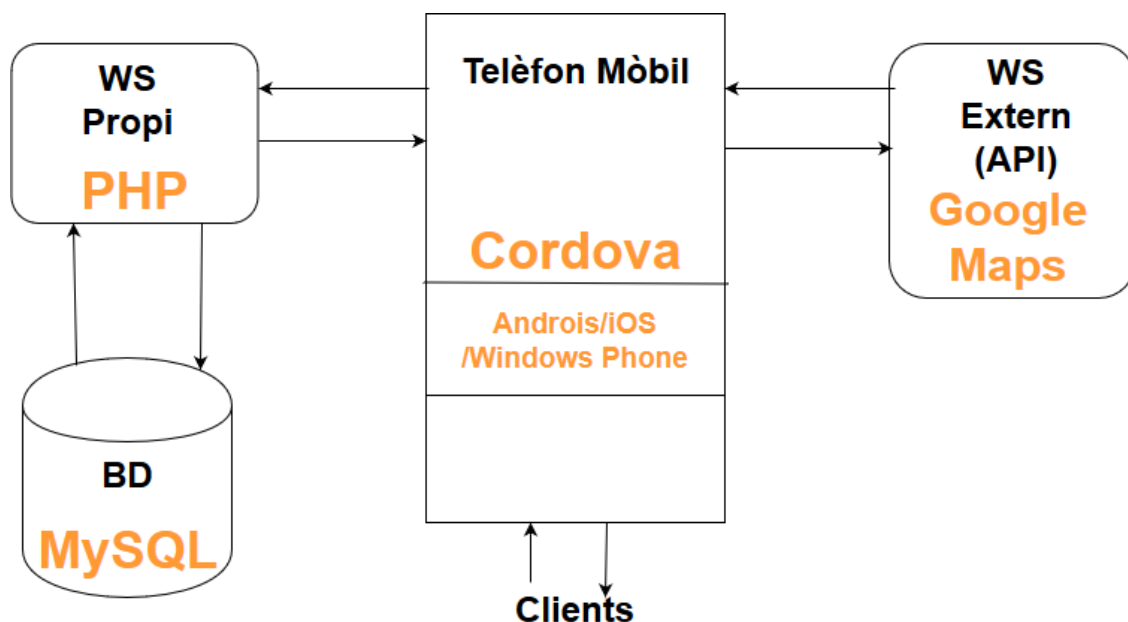 WS
Propi
PHP
BD
MySQL
Telèfon Mòbil
Cordova
Androis/iOS
/Windows Phone
Clients
WS
Extern
(API)
Google
Maps